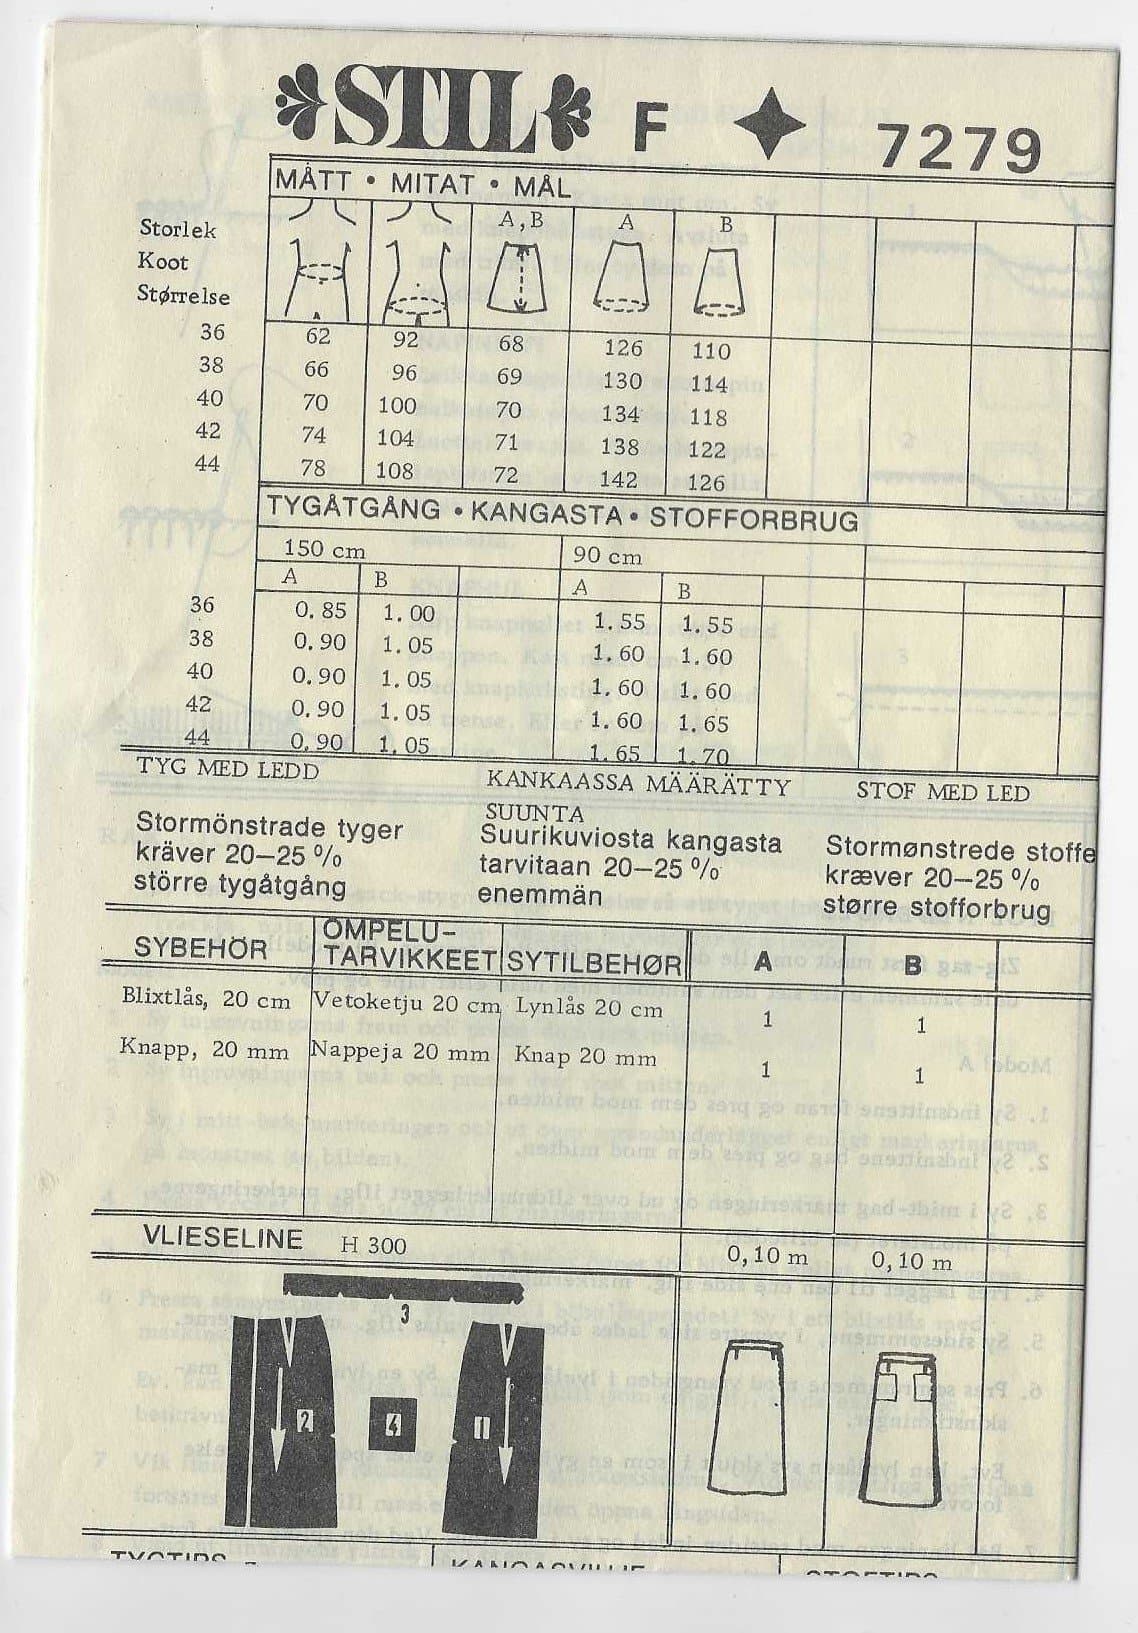 STIL F 7279
MÅTT • MITAT • MÅL
Storlek
Koot
Størrelse
A,B A B
36 62 92 68 126 110
38 66 96 69 130 114
40 70 100 70 134 118
42 74 104 71 138 122
44 78 108 72 142 126
TYGÅTGÅNG • KANGASTA • STOFFORBRUG
150 cm 90 cm
A B A B
36 0.85 1.00 1.55 1.55
38 0.90 1.05 1.60 1.60
40 0.90 1.05 1.60 1.60
42 0.90 1.05 1.60 1.65
44 0.90 1.05 1.65 1.70
TYG MED LEDD
Stormönstrade tyger
kräver 20–25 %
större tygåtgång
KANKAASSA MÄÄRÄTTY
SUUNTA
Suurikuviosta kangasta
tarvitaan 20–25 %
enemmän
STOF MED LED
Stormønstrede stoffe
kræver 20–25 %
større stofforbrug
SYBEHÖR OMPELU- SYTILBEHØR A B
TARVIKKEET
Blixtlås, 20 cm Vetoketju 20 cm Lynlås 20 cm 1 1
Knapp, 20 mm Nappeja 20 mm Knap 20 mm 1 1
VLIESELINE H 300 0,10 m 0,10 m
3
2 4 1